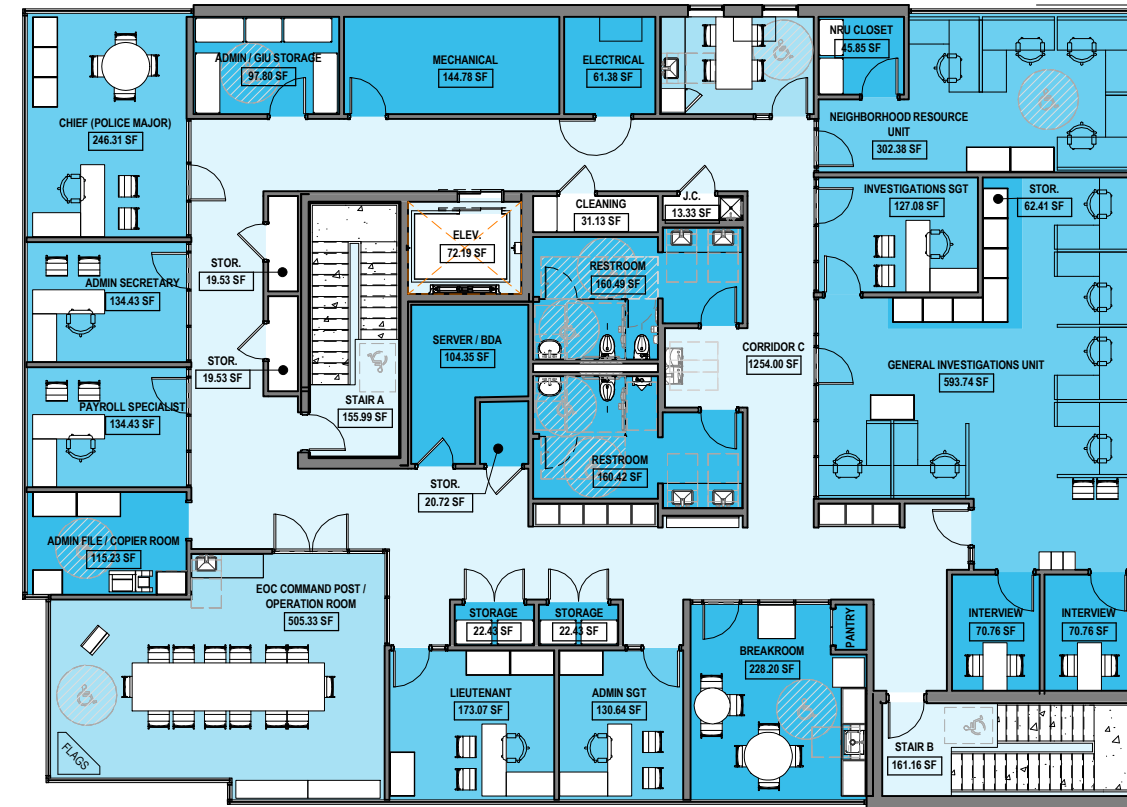 ADMIN / GIU STORAGE
97.80 SF
MECHANICAL
144.78 SF
ELECTRICAL
61.38 SF
NRU CLOSET
45.85 SF
CHIEF (POLICE MAJOR)
246.31 SF
NEIGHBORHOOD RESOURCE
UNIT
302.38 SF
CLEANING
31.13 SF
J.C.
13.33 SF
INVESTIGATIONS SGT
127.08 SF
STOR.
62.41 SF
ELEV.
72.19 SF
STOR.
19.53 SF
RESTROOM
160.49 SF
ADMIN SECRETARY
134.43 SF
SERVER / BDA
104.35 SF
CORRIDOR C
1254.00 SF
STOR.
19.53 SF
GENERAL INVESTIGATIONS UNIT
593.74 SF
STAIR A
155.99 SF
PAYROLL SPECIALIST
134.43 SF
RESTROOM
160.42 SF
STOR.
20.72 SF
ADMIN FILE / COPIER ROOM
115.23 SF
EOC COMMAND POST /
OPERATION ROOM
505.33 SF
STORAGE
22.43 SF
STORAGE
22.43 SF
PANTRY
INTERVIEW
70.76 SF
INTERVIEW
70.76 SF
BREAKROOM
228.20 SF
LIEUTENANT
173.07 SF
ADMIN SGT
130.64 SF
FLAGS
STAIR B
161.16 SF